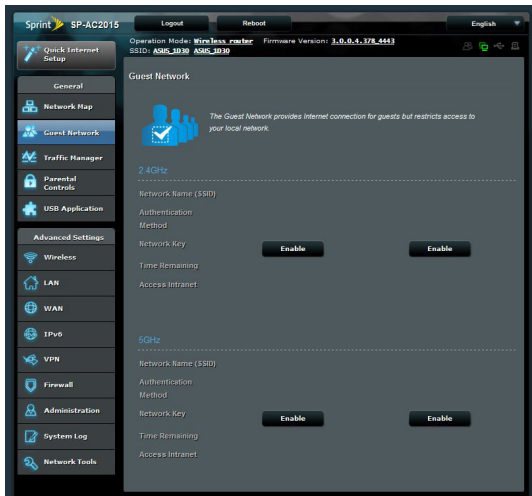 Sprint SP-AC2015 Logout Reboot English
Operation Mode: Wireless router Firmware Version: 3.0.0.4.378_4443
SSID: ASUS_1D30 ASUS_1D30
Quick Internet
Setup
General
Network Map
Guest Network
Traffic Manager
Parental
Controls
USB Application
Advanced Settings
Wireless
LAN
WAN
IPv6
VPN
Firewall
Administration
System Log
Network Tools
Guest Network
The Guest Network provides Internet connection for guests but restricts access to
your local network.
2.4GHz
Network Name (SSID)
Authentication
Method
Network Key Enable Enable
Time Remaining
Access Intranet
5GHz
Network Name (SSID)
Authentication
Method
Network Key Enable Enable
Time Remaining
Access Intranet